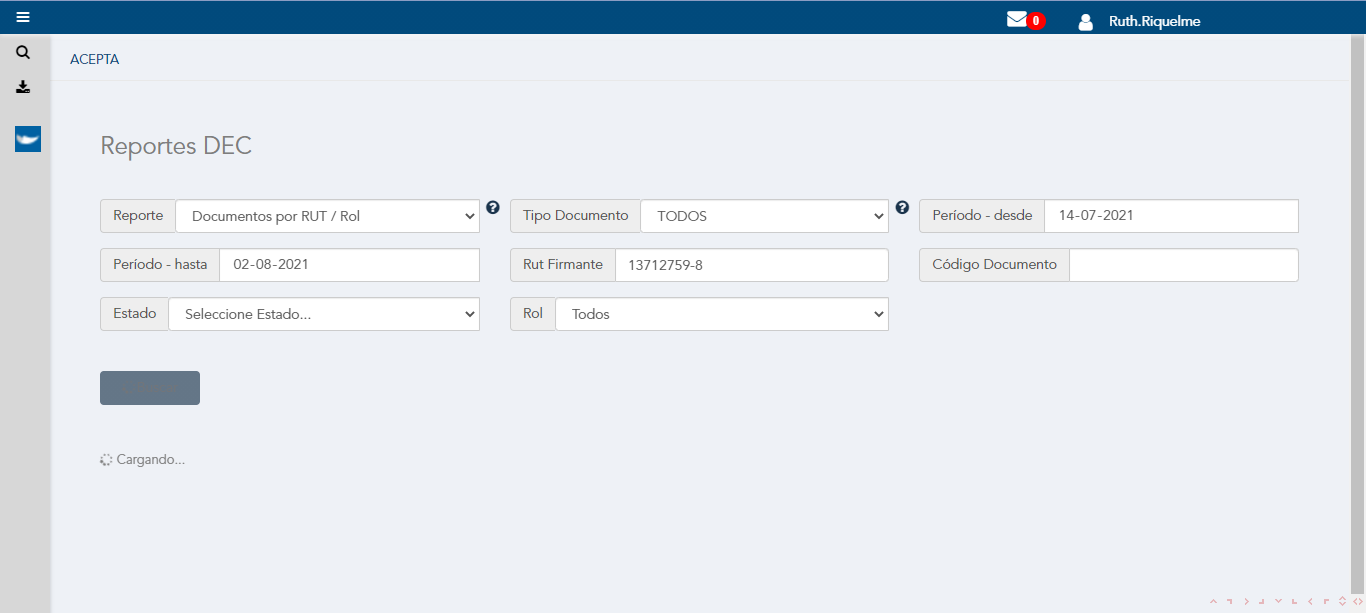 0 Ruth.Riquelme
ACEPTA
Reportes DEC
Reporte Documentos por RUT / Rol ? Tipo Documento TODOS ? Período - desde 14-07-2021
Período - hasta 02-08-2021 Rut Firmante 13712759-8 Código Documento
Estado Seleccione Estado... Rol Todos
Cargando...